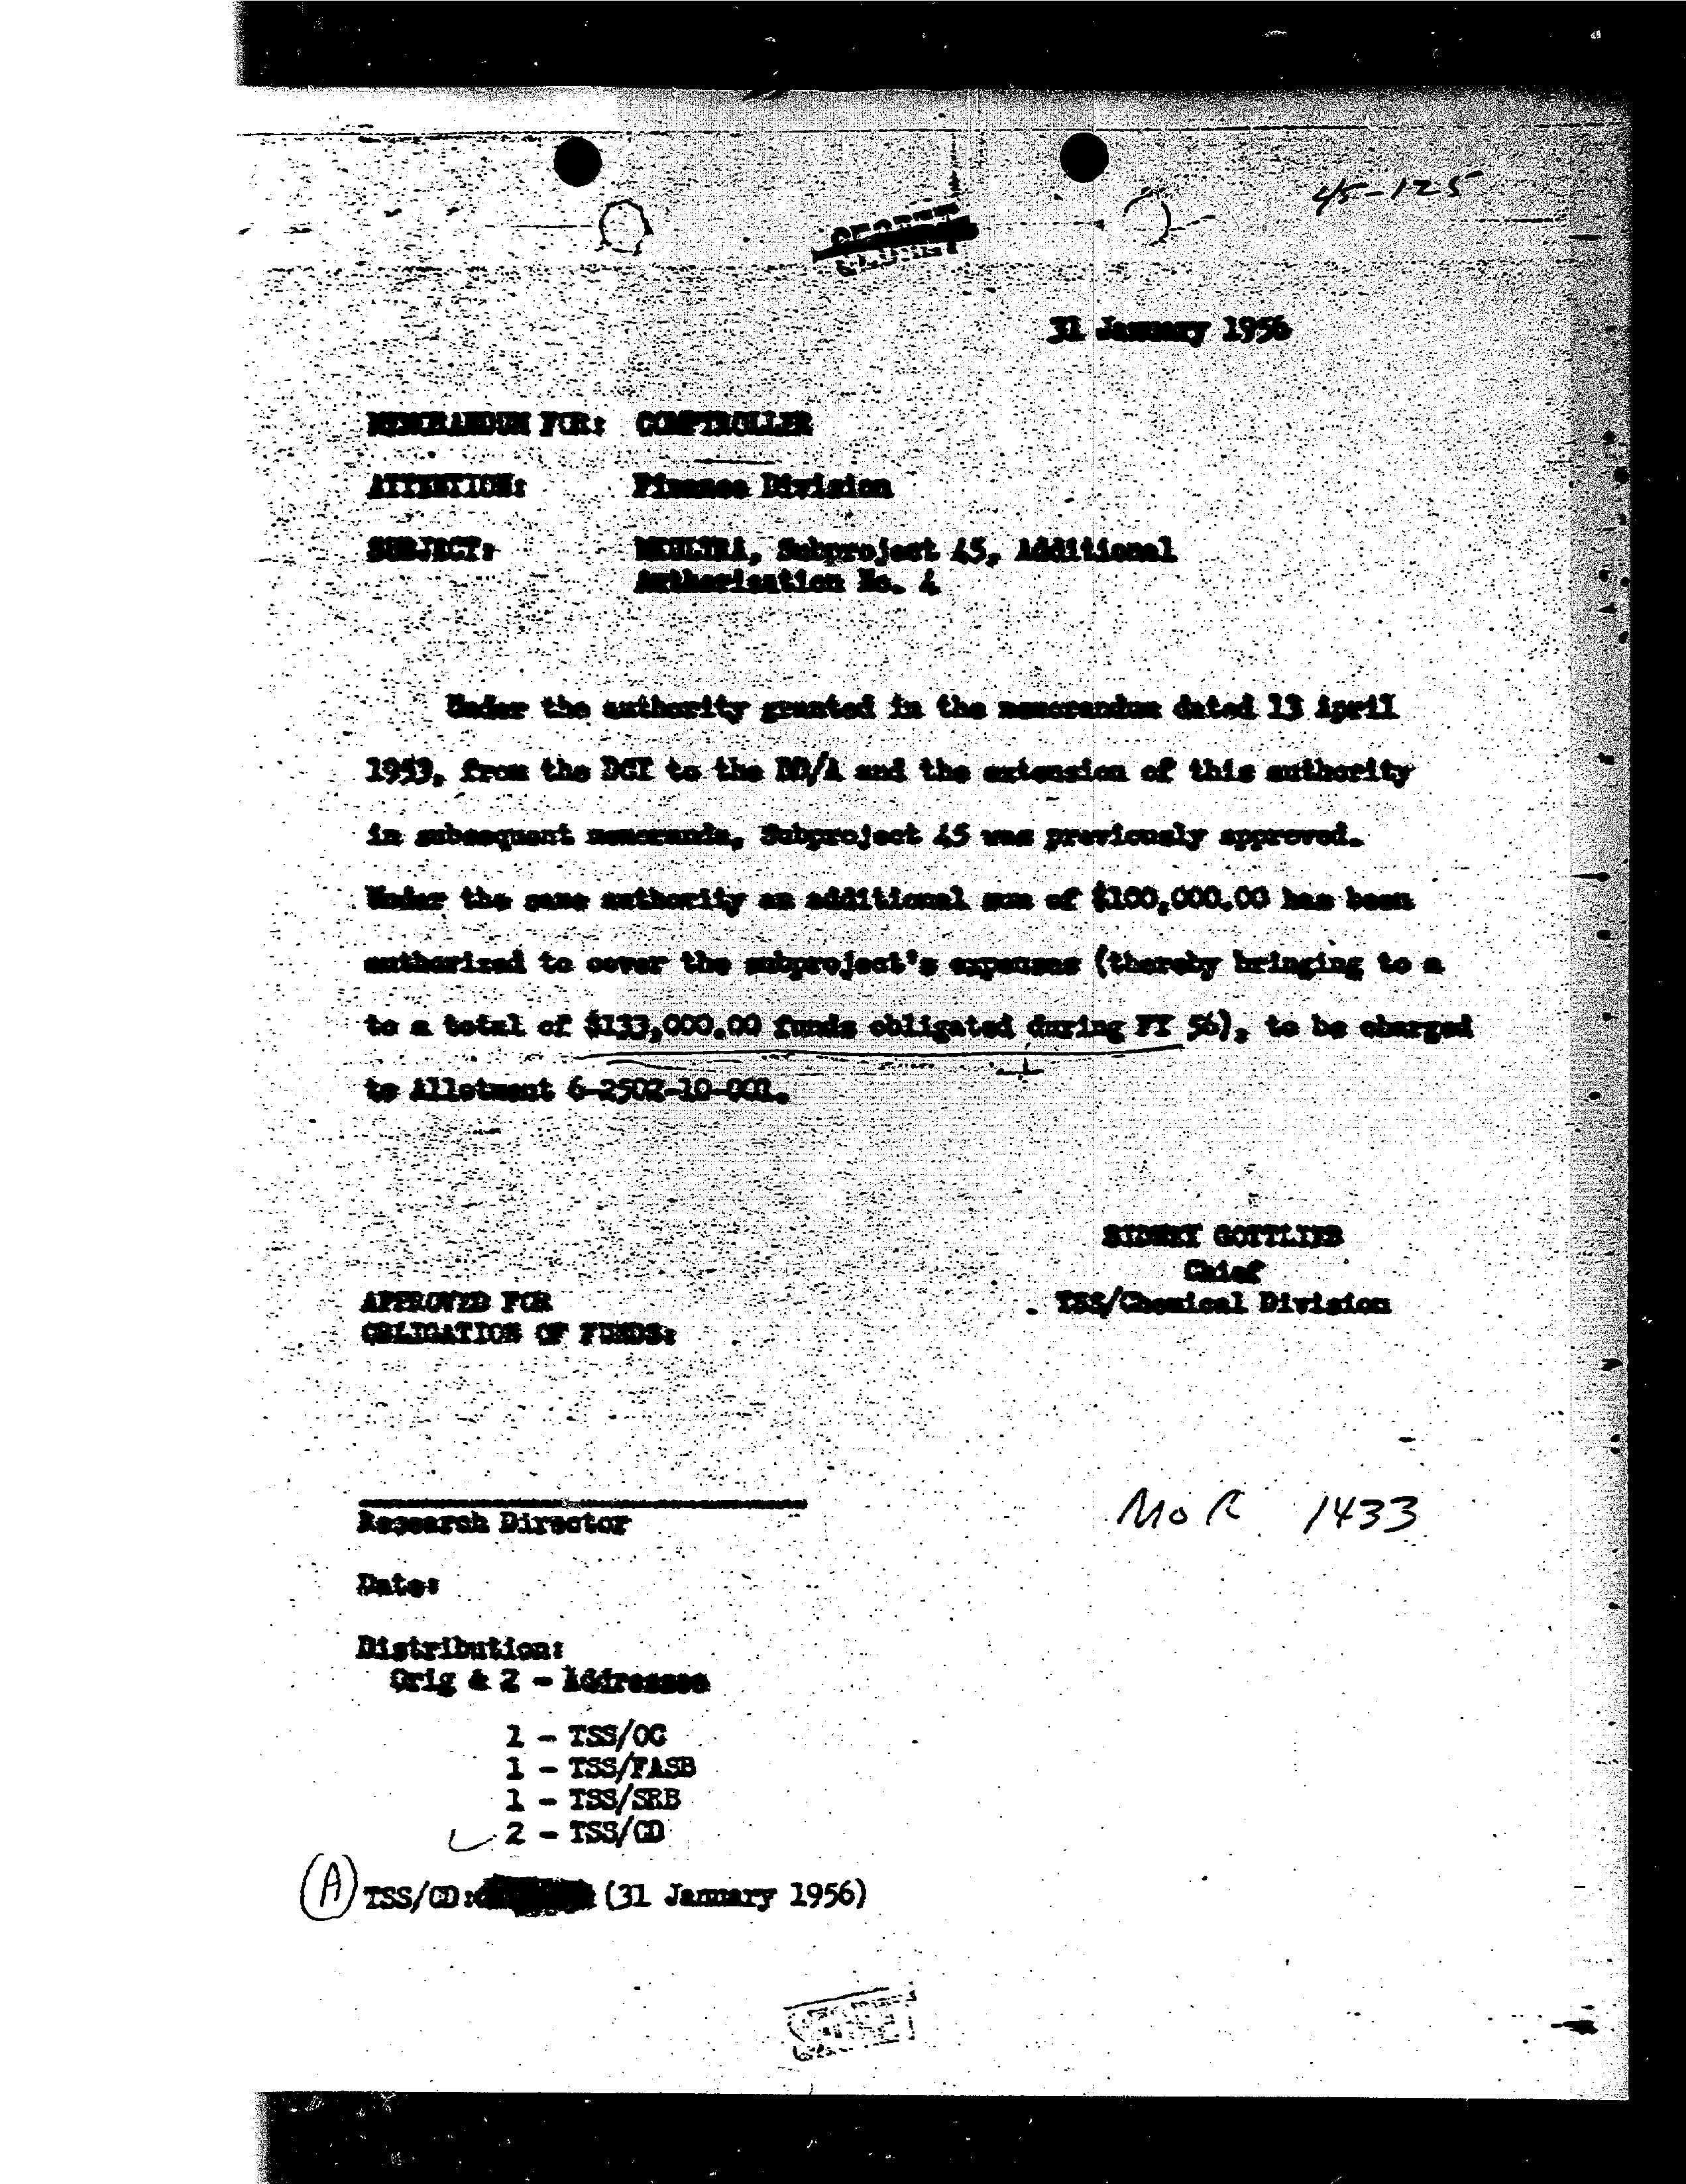 45-125
SECRET
31 January 1956
MEMORANDUM FOR: COMPTROLLER
ATTENTION: Finance Division
SUBJECT: MKULTRA, Subproject 45, Additional
Authorization No. 4
Under the authority granted in the memorandum dated 13 April
1953, from the DCI to the DD/A and the extension of this authority
in subsequent memoranda, Subproject 45 was previously approved.
Under the same authority an additional sum of $100,000.00 has been
authorized to cover the subproject's expenses (thereby bringing to a
to a total of $133,000.00 funds obligated during FY 56), to be charged
to Allotment 6-2502-10-001.
SIDNEY GOTTLIEB
Chief
TSS/Chemical Division
APPROVED FOR
OBLIGATION OF FUNDS:
Research Director
MoR 1433
Date:
Distribution:
Orig & 2 - Addressee
1 - TSS/OC
1 - TSS/FASB
1 - TSS/SRB
2 - TSS/CD
(A) TSS/CD: (31 January 1956)